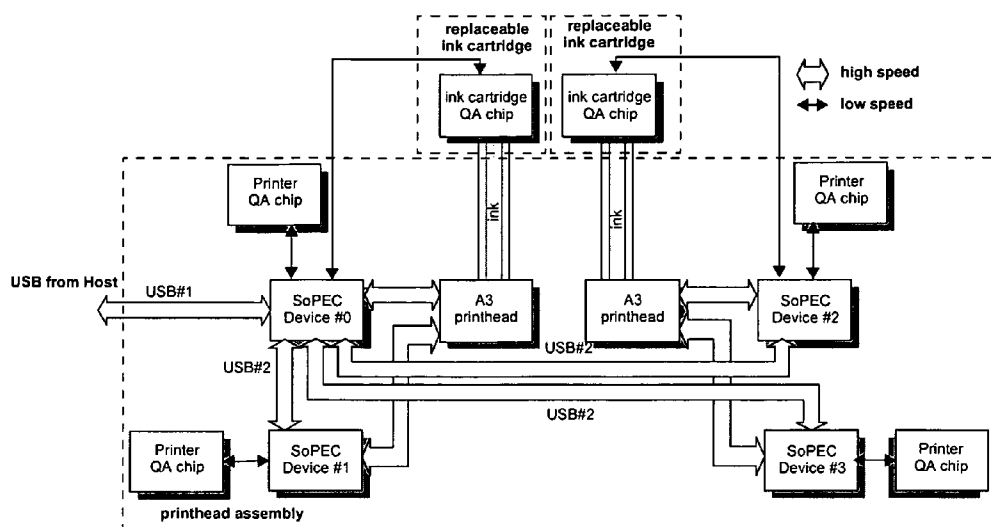 replaceable
ink cartridge
replaceable
ink cartridge
high speed
low speed
ink cartridge
QA chip
ink cartridge
QA chip
Printer
QA chip
Printer
QA chip
ink
ink
USB from Host
USB#1
SoPEC
Device #0
A3
printhead
A3
printhead
SoPEC
Device #2
USB#2
USB#2
USB#2
Printer
QA chip
SoPEC
Device #1
SoPEC
Device #3
Printer
QA chip
printhead assembly